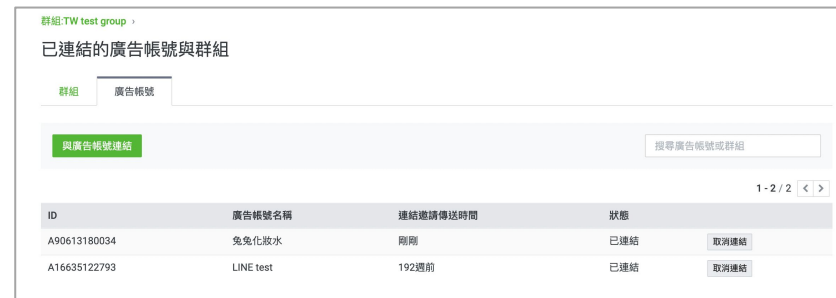 群組:TW test group ›
已連結的廣告帳號與群組
群組 廣告帳號
與廣告帳號連結 搜尋廣告帳號或群組
1 - 2 / 2 < >
ID 廣告帳號名稱 連結邀請傳送時間 狀態
A90613180034 兔兔化妝水 剛剛 已連結 取消連結
A16635122793 LINE test 192週前 已連結 取消連結